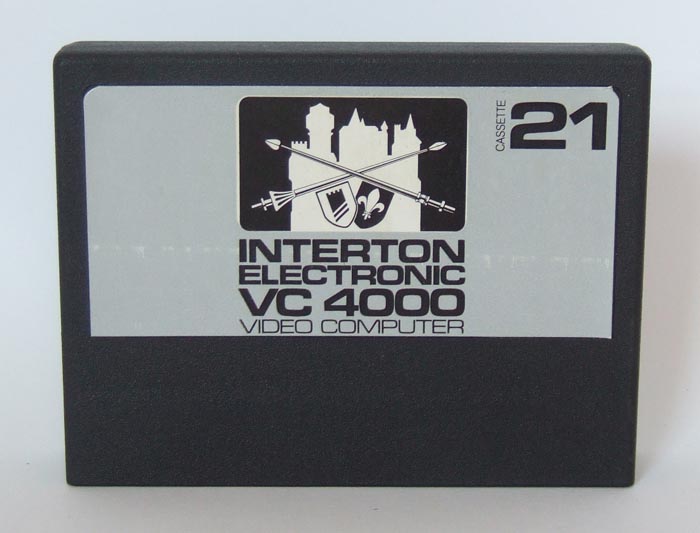 CASSETTE 21
INTERTON
ELECTRONIC
VC 4000
VIDEO COMPUTER